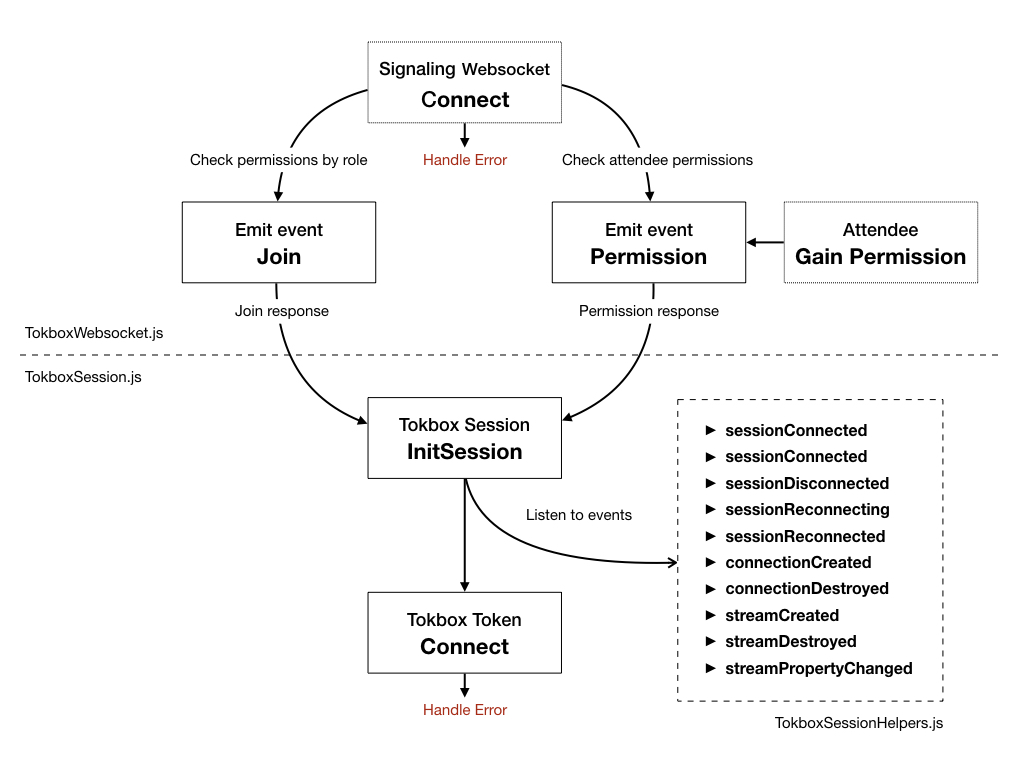 Signaling Websocket
Connect
Check permissions by role
Handle Error
Check attendee permissions
Emit event
Join
Emit event
Permission
Attendee
Gain Permission
Join response
Permission response
TokboxWebsocket.js
TokboxSession.js
Tokbox Session
InitSession
Listen to events
sessionConnected
sessionConnected
sessionDisconnected
sessionReconnecting
sessionReconnected
connectionCreated
connectionDestroyed
streamCreated
streamDestroyed
streamPropertyChanged
Tokbox Token
Connect
Handle Error
TokboxSessionHelpers.js